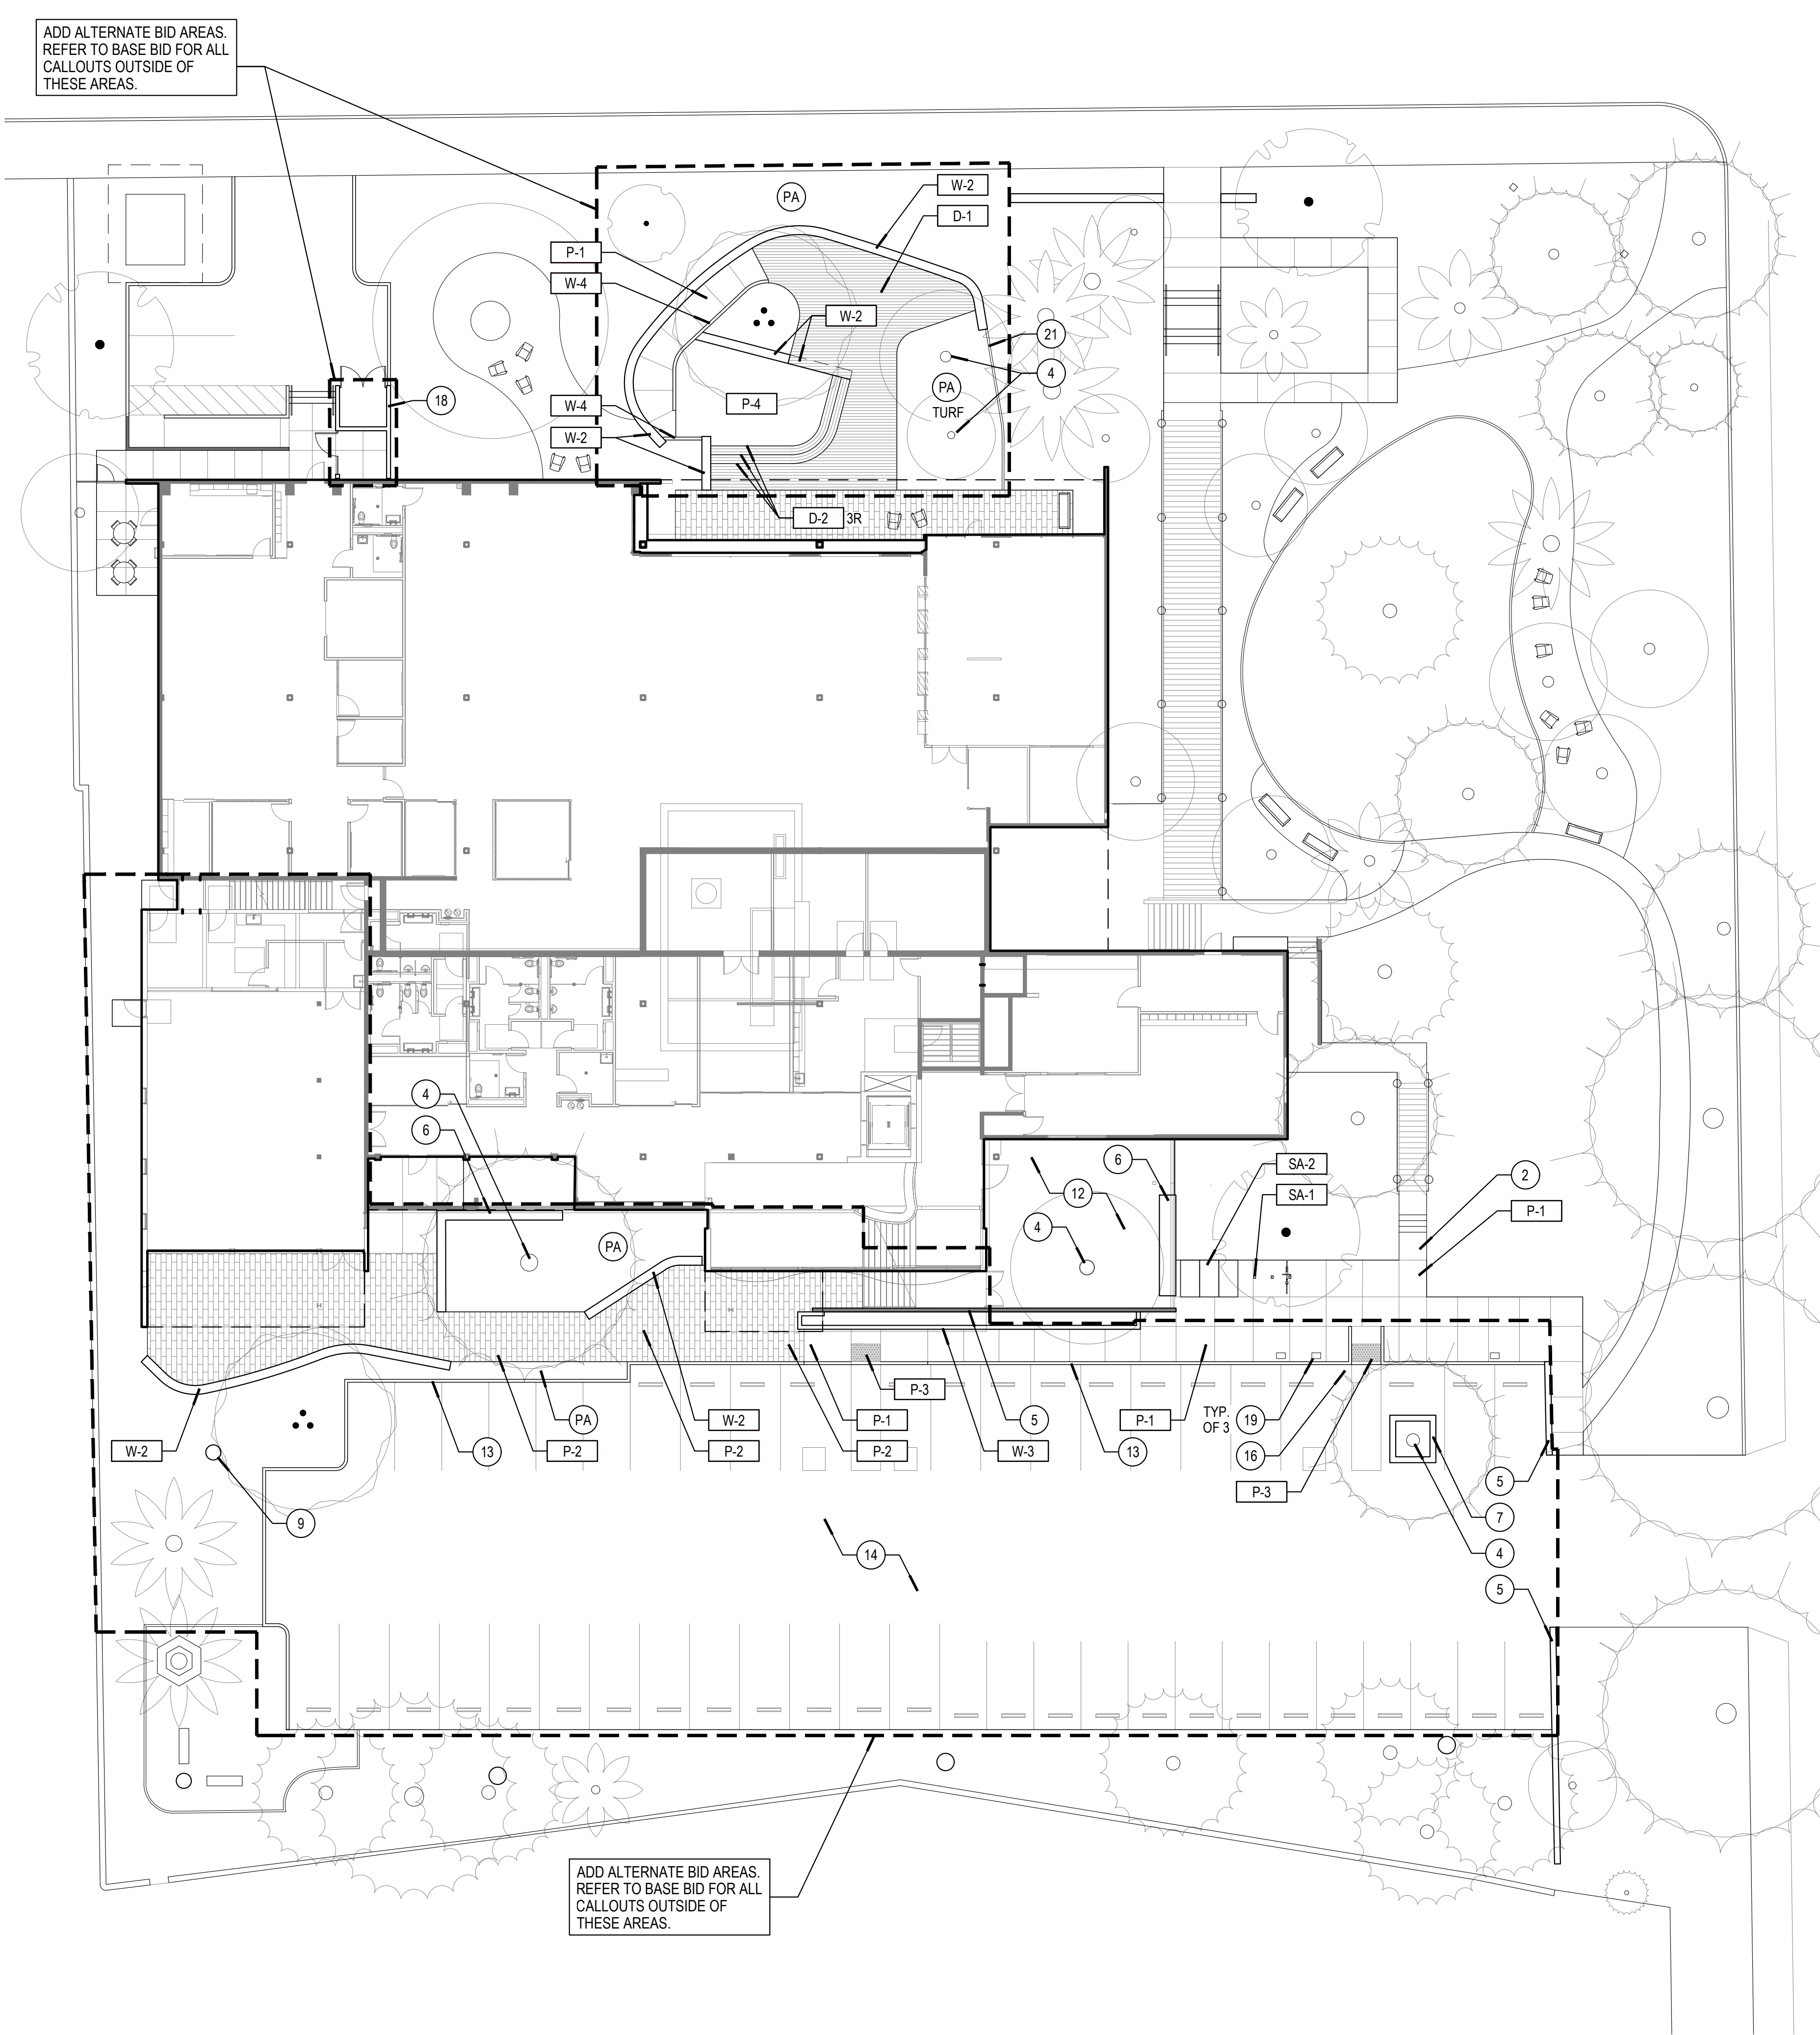 ADD ALTERNATE BID AREAS.
REFER TO BASE BID FOR ALL
CALLOUTS OUTSIDE OF
THESE AREAS.
PA
W-2
D-1
P-1
W-4
W-2
21
4
PA
TURF
18
P-4
W-4
W-2
D-2 3R
4
6
6
SA-2
SA-1
2
12
P-1
4
PA
P-3
W-2
PA
W-2
P-1
5
P-1
TYP.
OF 3
19
13
P-2
P-2
P-2
W-3
13
16
5
P-3
9
7
14
4
5
ADD ALTERNATE BID AREAS.
REFER TO BASE BID FOR ALL
CALLOUTS OUTSIDE OF
THESE AREAS.